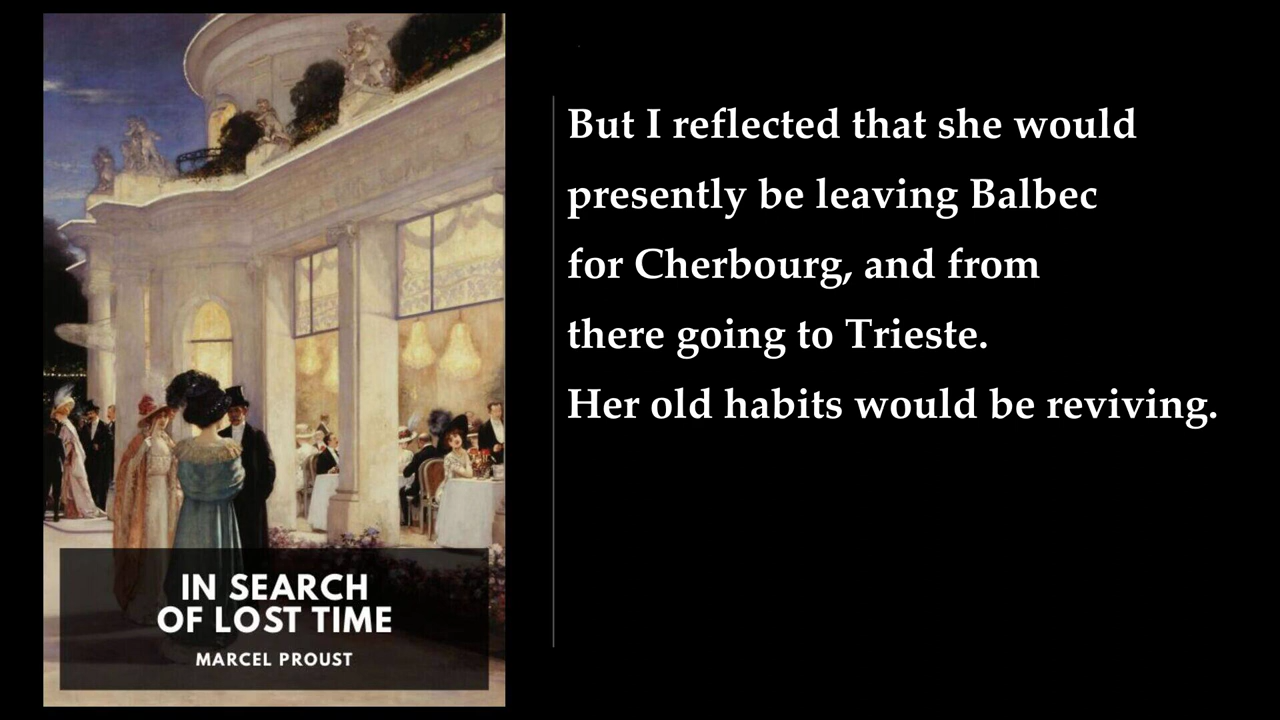 But I reflected that she would
presently be leaving Balbec
for Cherbourg, and from
there going to Trieste.
Her old habits would be reviving.
IN SEARCH
OF LOST TIME
MARCEL PROUST